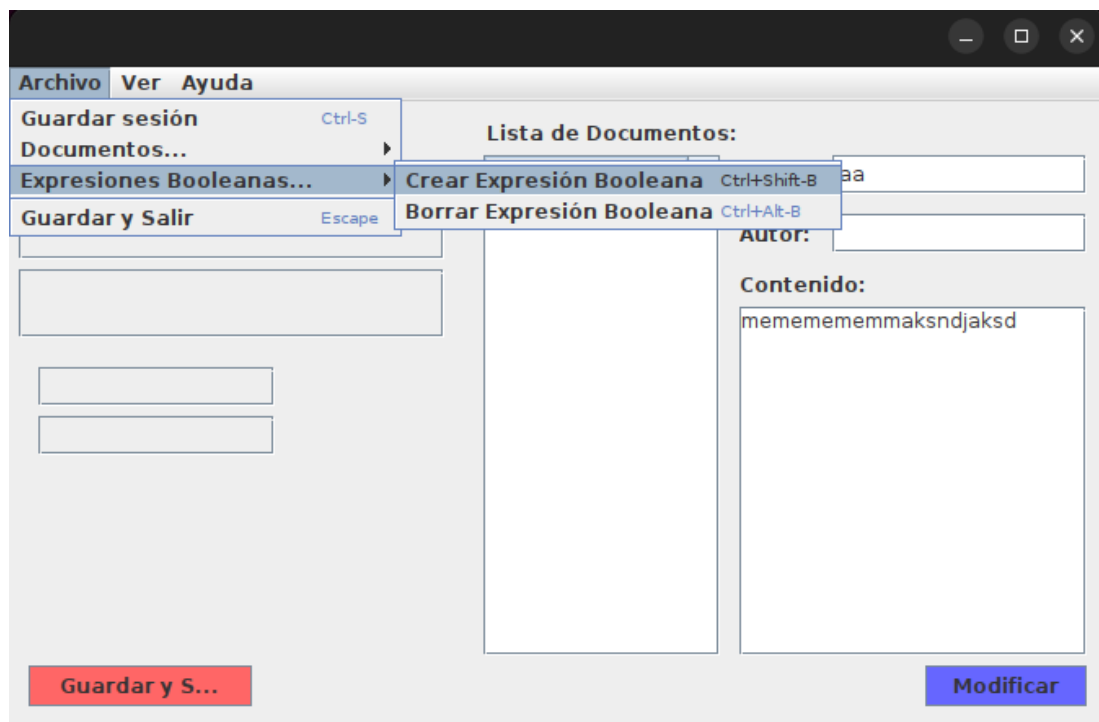 Archivo Ver Ayuda
Guardar sesión Ctrl-S
Documentos...
Expresiones Booleanas...
Guardar y Salir Escape
Crear Expresión Booleana Ctrl+Shift-B
Borrar Expresión Booleana Ctrl+Alt-B
Lista de Documentos:
aa
Autor:
Contenido:
mememememmaksndjaksd
Guardar y S...
Modificar